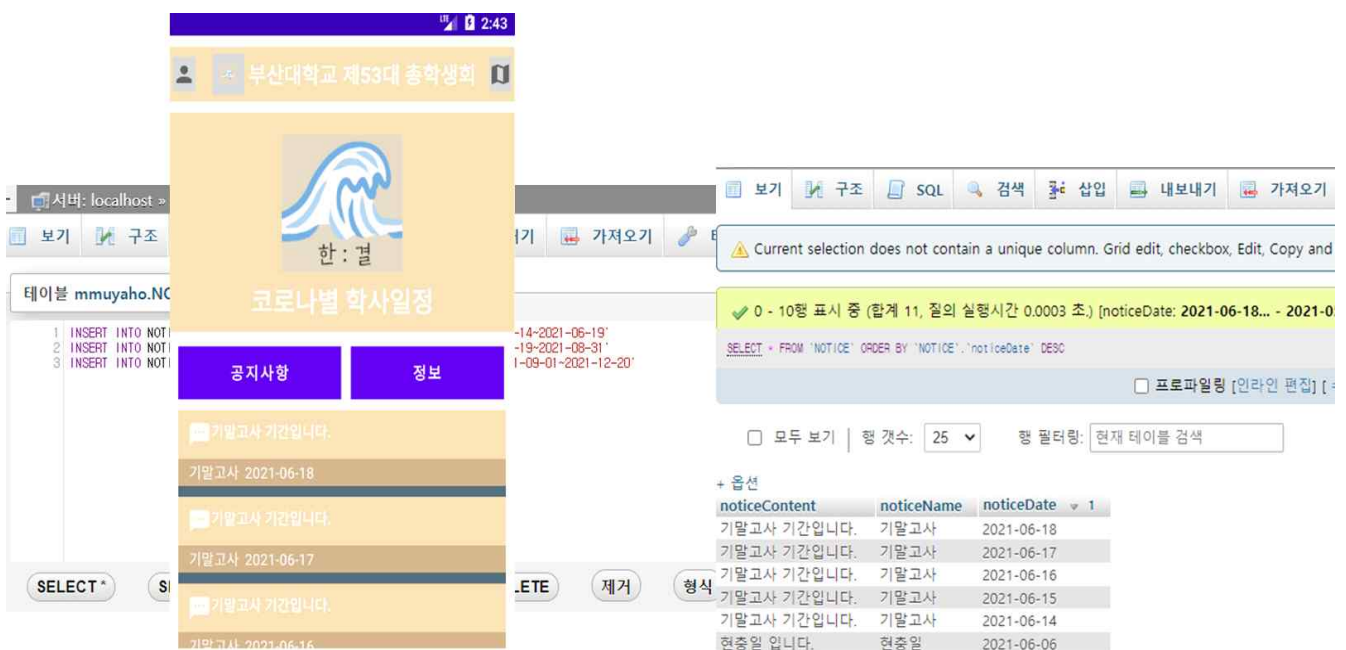 서버: localhost »
보기 구조
테이블 mmuyaho.NO
1 INSERT INTO NOT
2 INSERT INTO NOT
3 INSERT INTO NOT
SELECT *
LTE 2:43
부산대학교 제53대 총학생회
한 : 결
코로나별 학사일정
공지사항 정보
기말고사 기간입니다.
기말고사 2021-06-18
기말고사 기간입니다.
기말고사 2021-06-17
기말고사 기간입니다.
기말고사 2021-06-16
가져오기
-14~2021-06-19'
-19~2021-08-31'
1-09-01~2021-12-20'
제거 형식
보기 구조 SQL 검색 삽입 내보내기 가져오기
Current selection does not contain a unique column. Grid edit, checkbox, Edit, Copy and
0 - 10행 표시 중 (합계 11, 질의 실행시간 0.0003 초.) [noticeDate: 2021-06-18... - 2021-0
SELECT * FROM `NOTICE` ORDER BY `NOTICE`.`noticeDate` DESC
프로파일링 [인라인 편집] [
모두 보기 | 행 갯수: 25 행 필터링: 현재 테이블 검색
+ 옵션
noticeContent noticeName noticeDate 1
기말고사 기간입니다. 기말고사 2021-06-18
기말고사 기간입니다. 기말고사 2021-06-17
기말고사 기간입니다. 기말고사 2021-06-16
기말고사 기간입니다. 기말고사 2021-06-15
기말고사 기간입니다. 기말고사 2021-06-14
현충일 입니다. 현충일 2021-06-06